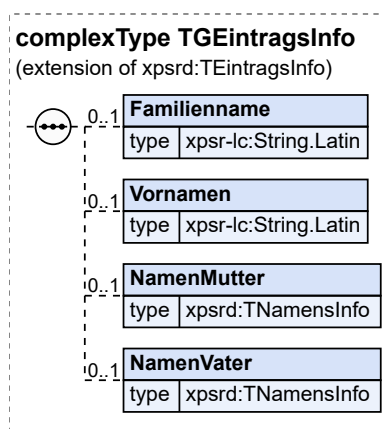 complexType TGEintragsInfo
(extension of xpsrd:TEintragsInfo)
0..1 Familienname
type xpsr-lc:String.Latin
0..1 Vornamen
type xpsr-lc:String.Latin
0..1 NamenMutter
type xpsrd:TNamensInfo
0..1 NamenVater
type xpsrd:TNamensInfo